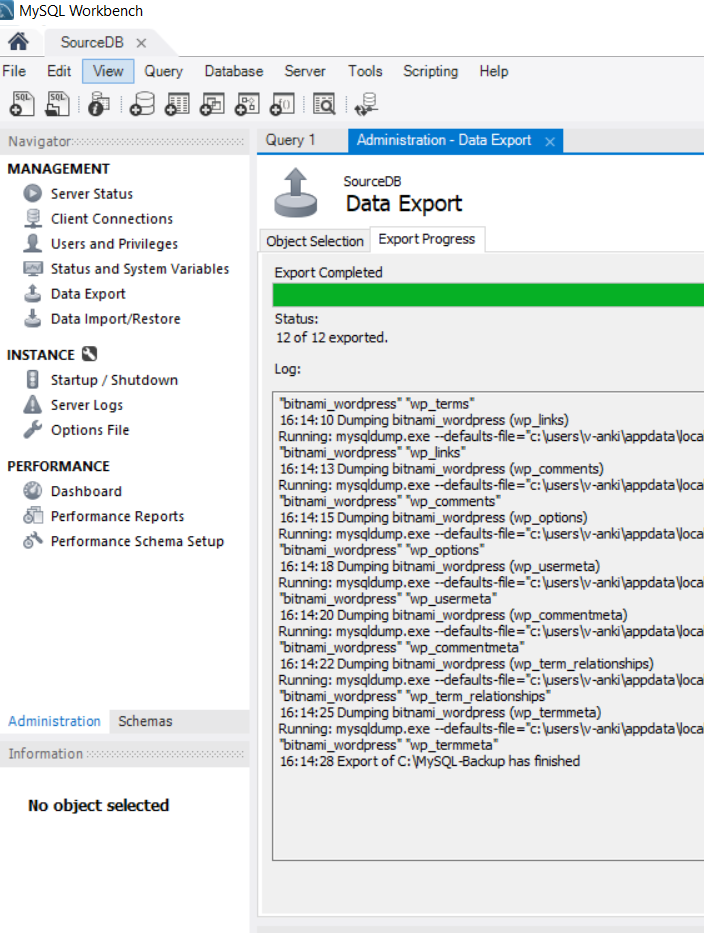 MySQL Workbench
SourceDB
File Edit View Query Database Server Tools Scripting Help
SQL SQL
Navigator
Query 1 Administration - Data Export
MANAGEMENT
Server Status
Client Connections
Users and Privileges
Status and System Variables
Data Export
Data Import/Restore
INSTANCE
Startup / Shutdown
Server Logs
Options File
PERFORMANCE
Dashboard
Performance Reports
Performance Schema Setup
Administration Schemas
Information
No object selected
SourceDB
Data Export
Object Selection Export Progress
Export Completed
Status:
12 of 12 exported.
Log:
"bitnami_wordpress" "wp_terms"
16:14:10 Dumping bitnami_wordpress (wp_links)
Running: mysqldump.exe --defaults-file="c:\users\v-anki\appdata\loca
"bitnami_wordpress" "wp_links"
16:14:13 Dumping bitnami_wordpress (wp_comments)
Running: mysqldump.exe --defaults-file="c:\users\v-anki\appdata\loca
"bitnami_wordpress" "wp_comments"
16:14:15 Dumping bitnami_wordpress (wp_options)
Running: mysqldump.exe --defaults-file="c:\users\v-anki\appdata\loca
"bitnami_wordpress" "wp_options"
16:14:18 Dumping bitnami_wordpress (wp_usermeta)
Running: mysqldump.exe --defaults-file="c:\users\v-anki\appdata\loca
"bitnami_wordpress" "wp_usermeta"
16:14:20 Dumping bitnami_wordpress (wp_commentmeta)
Running: mysqldump.exe --defaults-file="c:\users\v-anki\appdata\loca
"bitnami_wordpress" "wp_commentmeta"
16:14:22 Dumping bitnami_wordpress (wp_term_relationships)
Running: mysqldump.exe --defaults-file="c:\users\v-anki\appdata\loca
"bitnami_wordpress" "wp_term_relationships"
16:14:25 Dumping bitnami_wordpress (wp_termmeta)
Running: mysqldump.exe --defaults-file="c:\users\v-anki\appdata\loca
"bitnami_wordpress" "wp_termmeta"
16:14:28 Export of C:\MySQL-Backup has finished